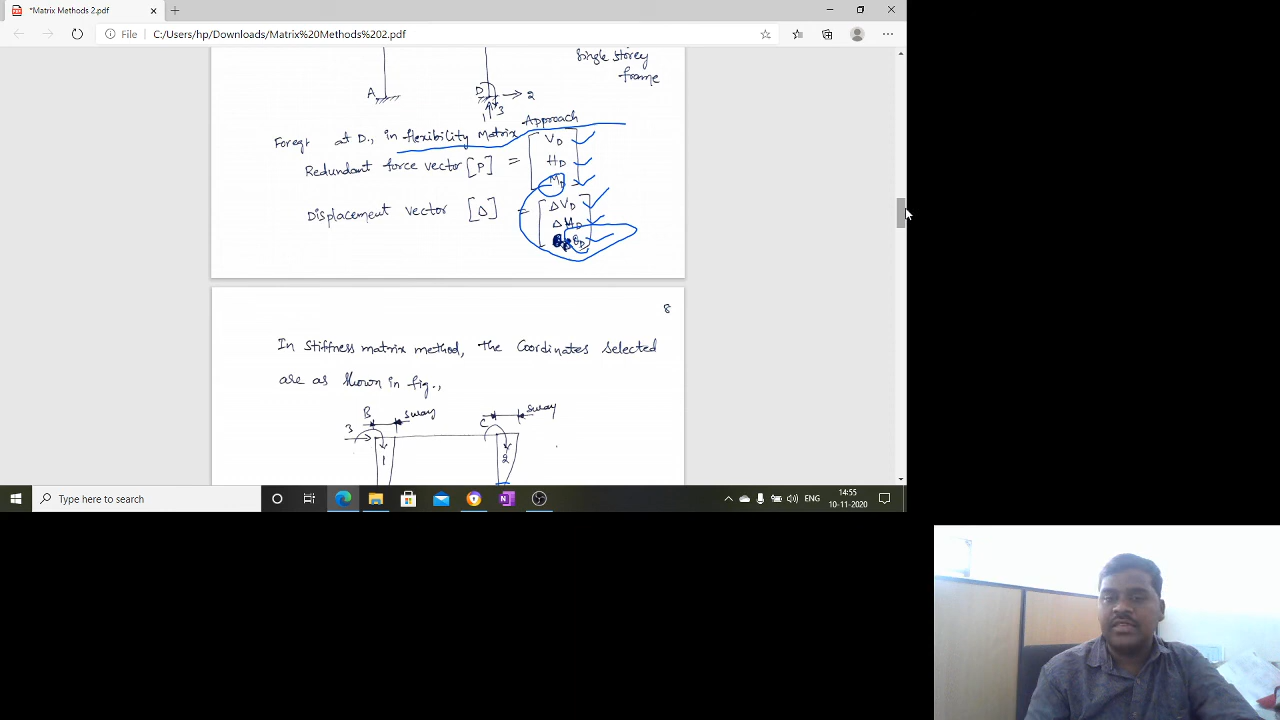 *Matrix Methods 2.pdf
File
C:/Users/hp/Downloads/Matrix%20Methods%202.pdf
Single storey
frame
A
D
2
1
3
at D., in flexibility Matrix Approach
Redundant force vector [P] =
V_D
H_D
M_D
Displacement vector [Δ] =
ΔV_D
ΔH_D
θ_D
8
In Stiffness matrix method, the Coordinates Selected
are as Shown in fig.,
B
Sway
C
Sway
3
1
2
Type here to search
ENG
14:55
10-11-2020